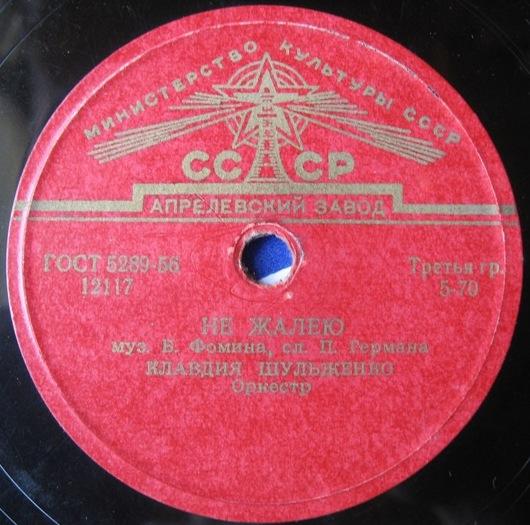 МИНИСТЕРСТВО КУЛЬТУРЫ СССР
СССР
АПРЕЛЕВСКИЙ ЗАВОД
ГОСТ 5289-56
12117
Третья гр.
5-70
НЕ ЖАЛЕЮ
муз. Б. Фомина, сл. П. Германа
КЛАВДИЯ ШУЛЬЖЕНКО
Оркестр